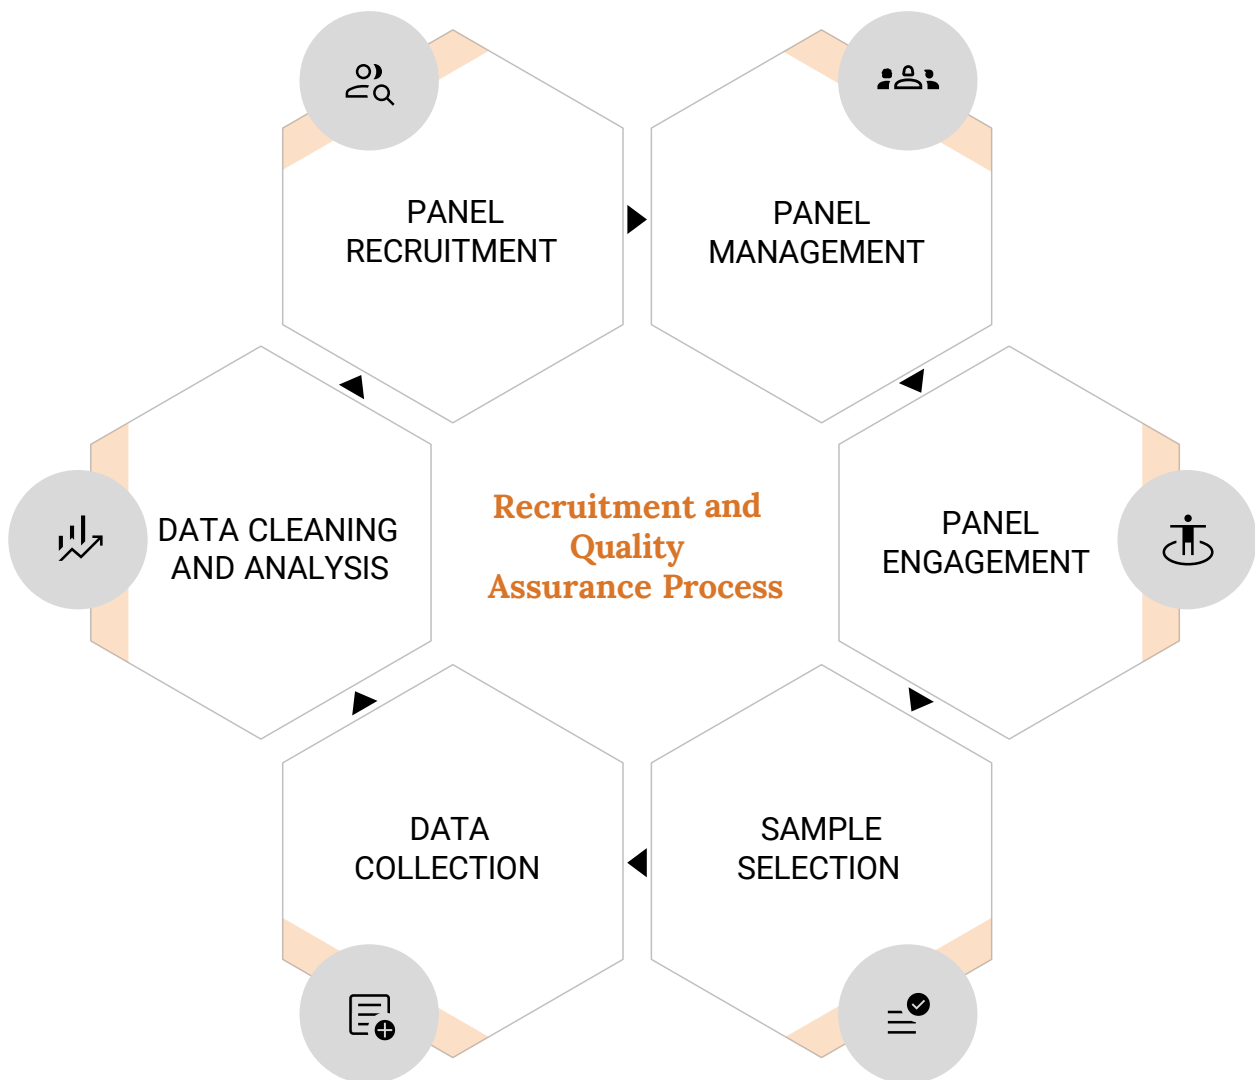 PANEL
RECRUITMENT
PANEL
MANAGEMENT
DATA CLEANING
AND ANALYSIS
Recruitment and
Quality
Assurance Process
PANEL
ENGAGEMENT
DATA
COLLECTION
SAMPLE
SELECTION